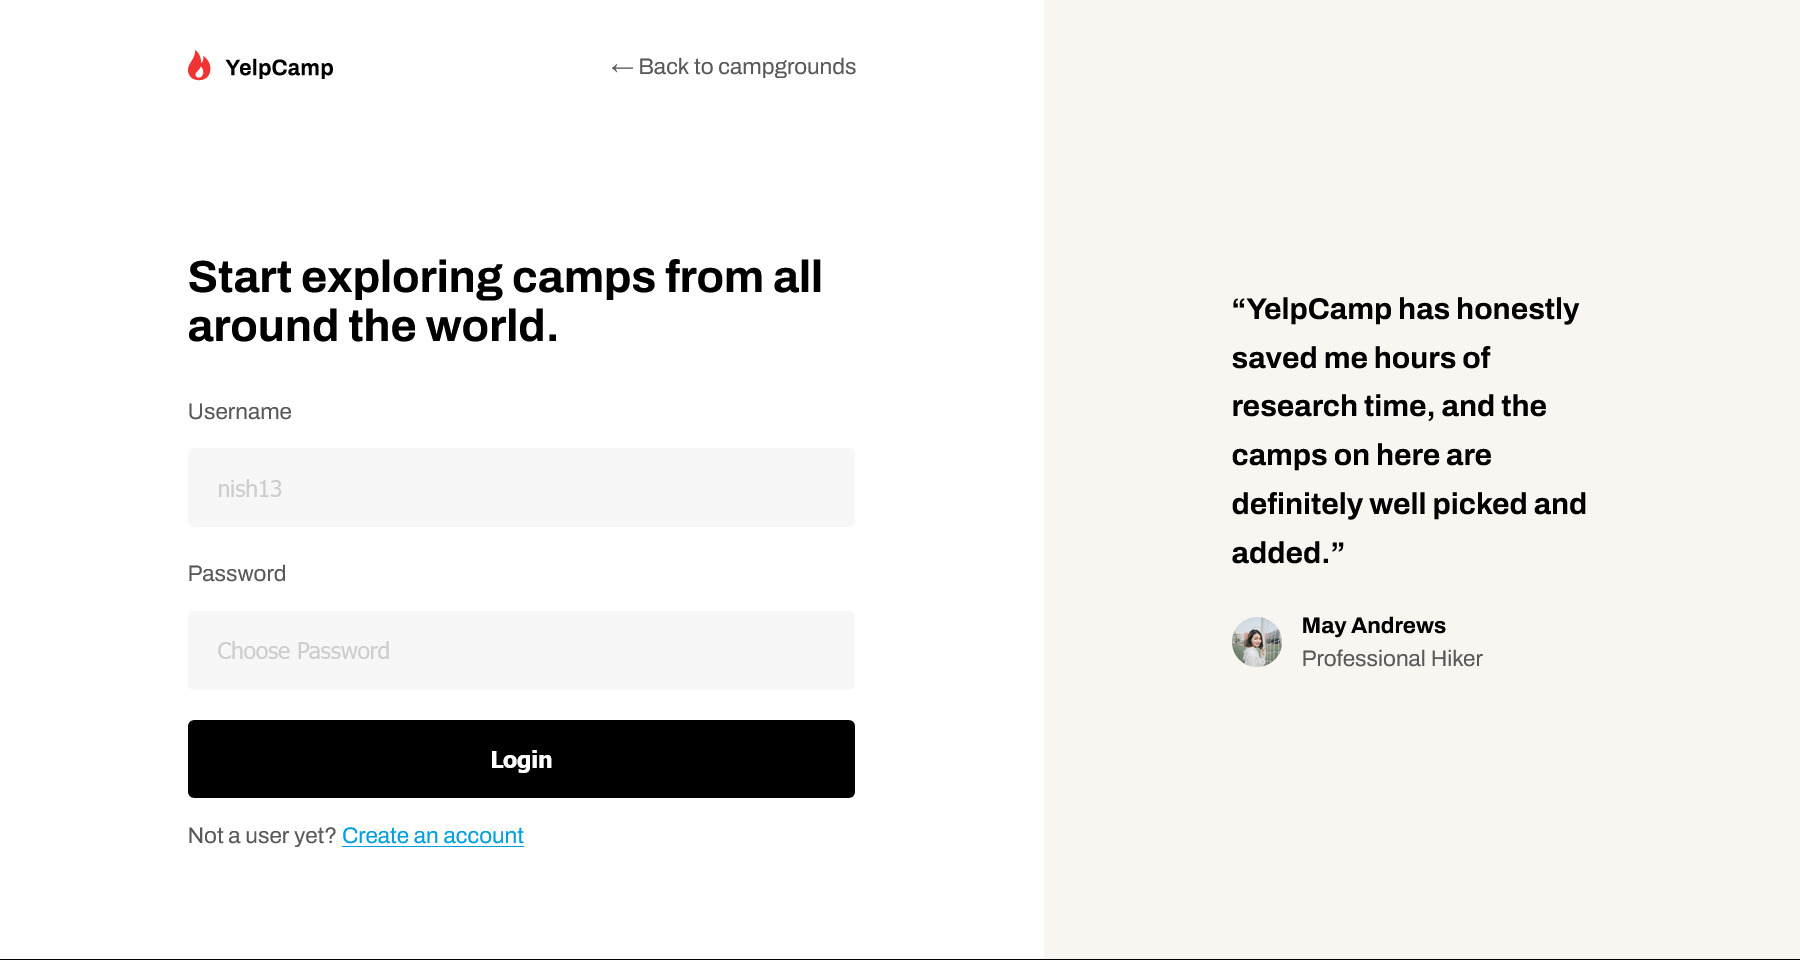 YelpCamp
← Back to campgrounds
Start exploring camps from all
around the world.
Username
nish13
Password
Choose Password
Login
Not a user yet? Create an account
“YelpCamp has honestly
saved me hours of
research time, and the
camps on here are
definitely well picked and
added.”
May Andrews
Professional Hiker